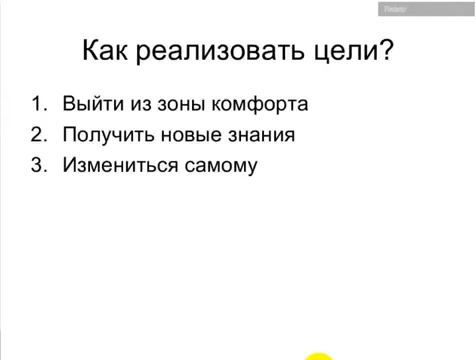 Как реализовать цели?
1. Выйти из зоны комфорта
2. Получить новые знания
3. Измениться самому